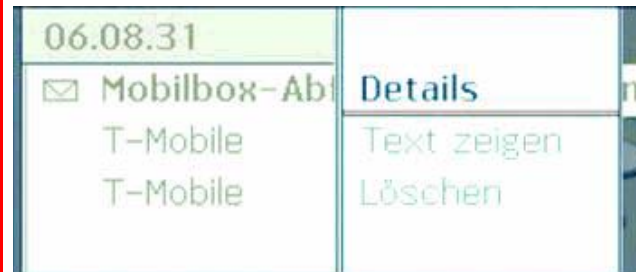 06.08.31
Mobilbox-Abf
Details
T-Mobile
Text zeigen
T-Mobile
Löschen